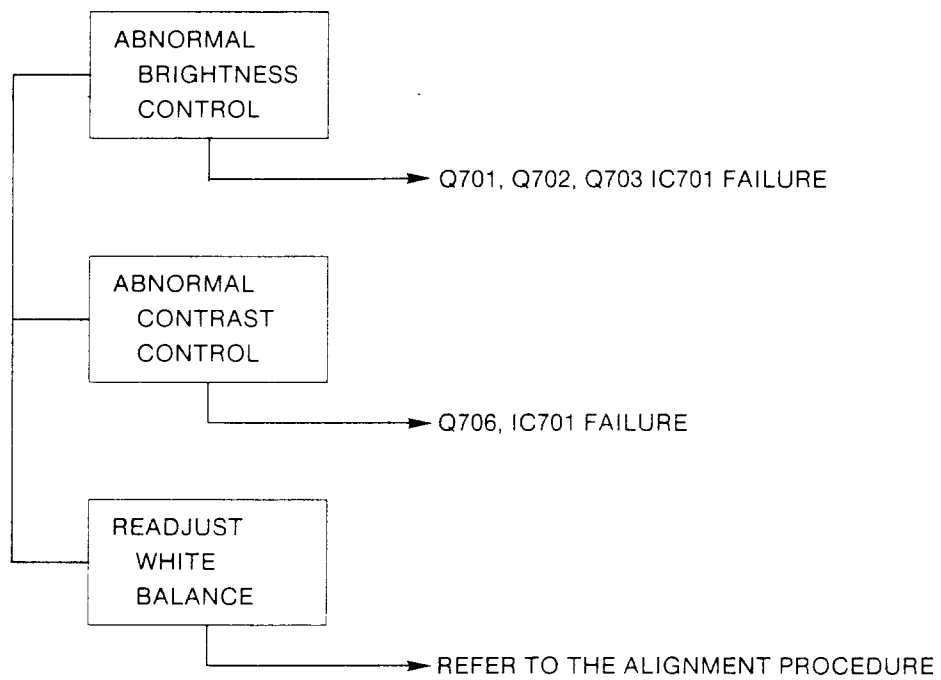 ABNORMAL
BRIGHTNESS
CONTROL
Q701, Q702, Q703 IC701 FAILURE
ABNORMAL
CONTRAST
CONTROL
Q706, IC701 FAILURE
READJUST
WHITE
BALANCE
REFER TO THE ALIGNMENT PROCEDURE